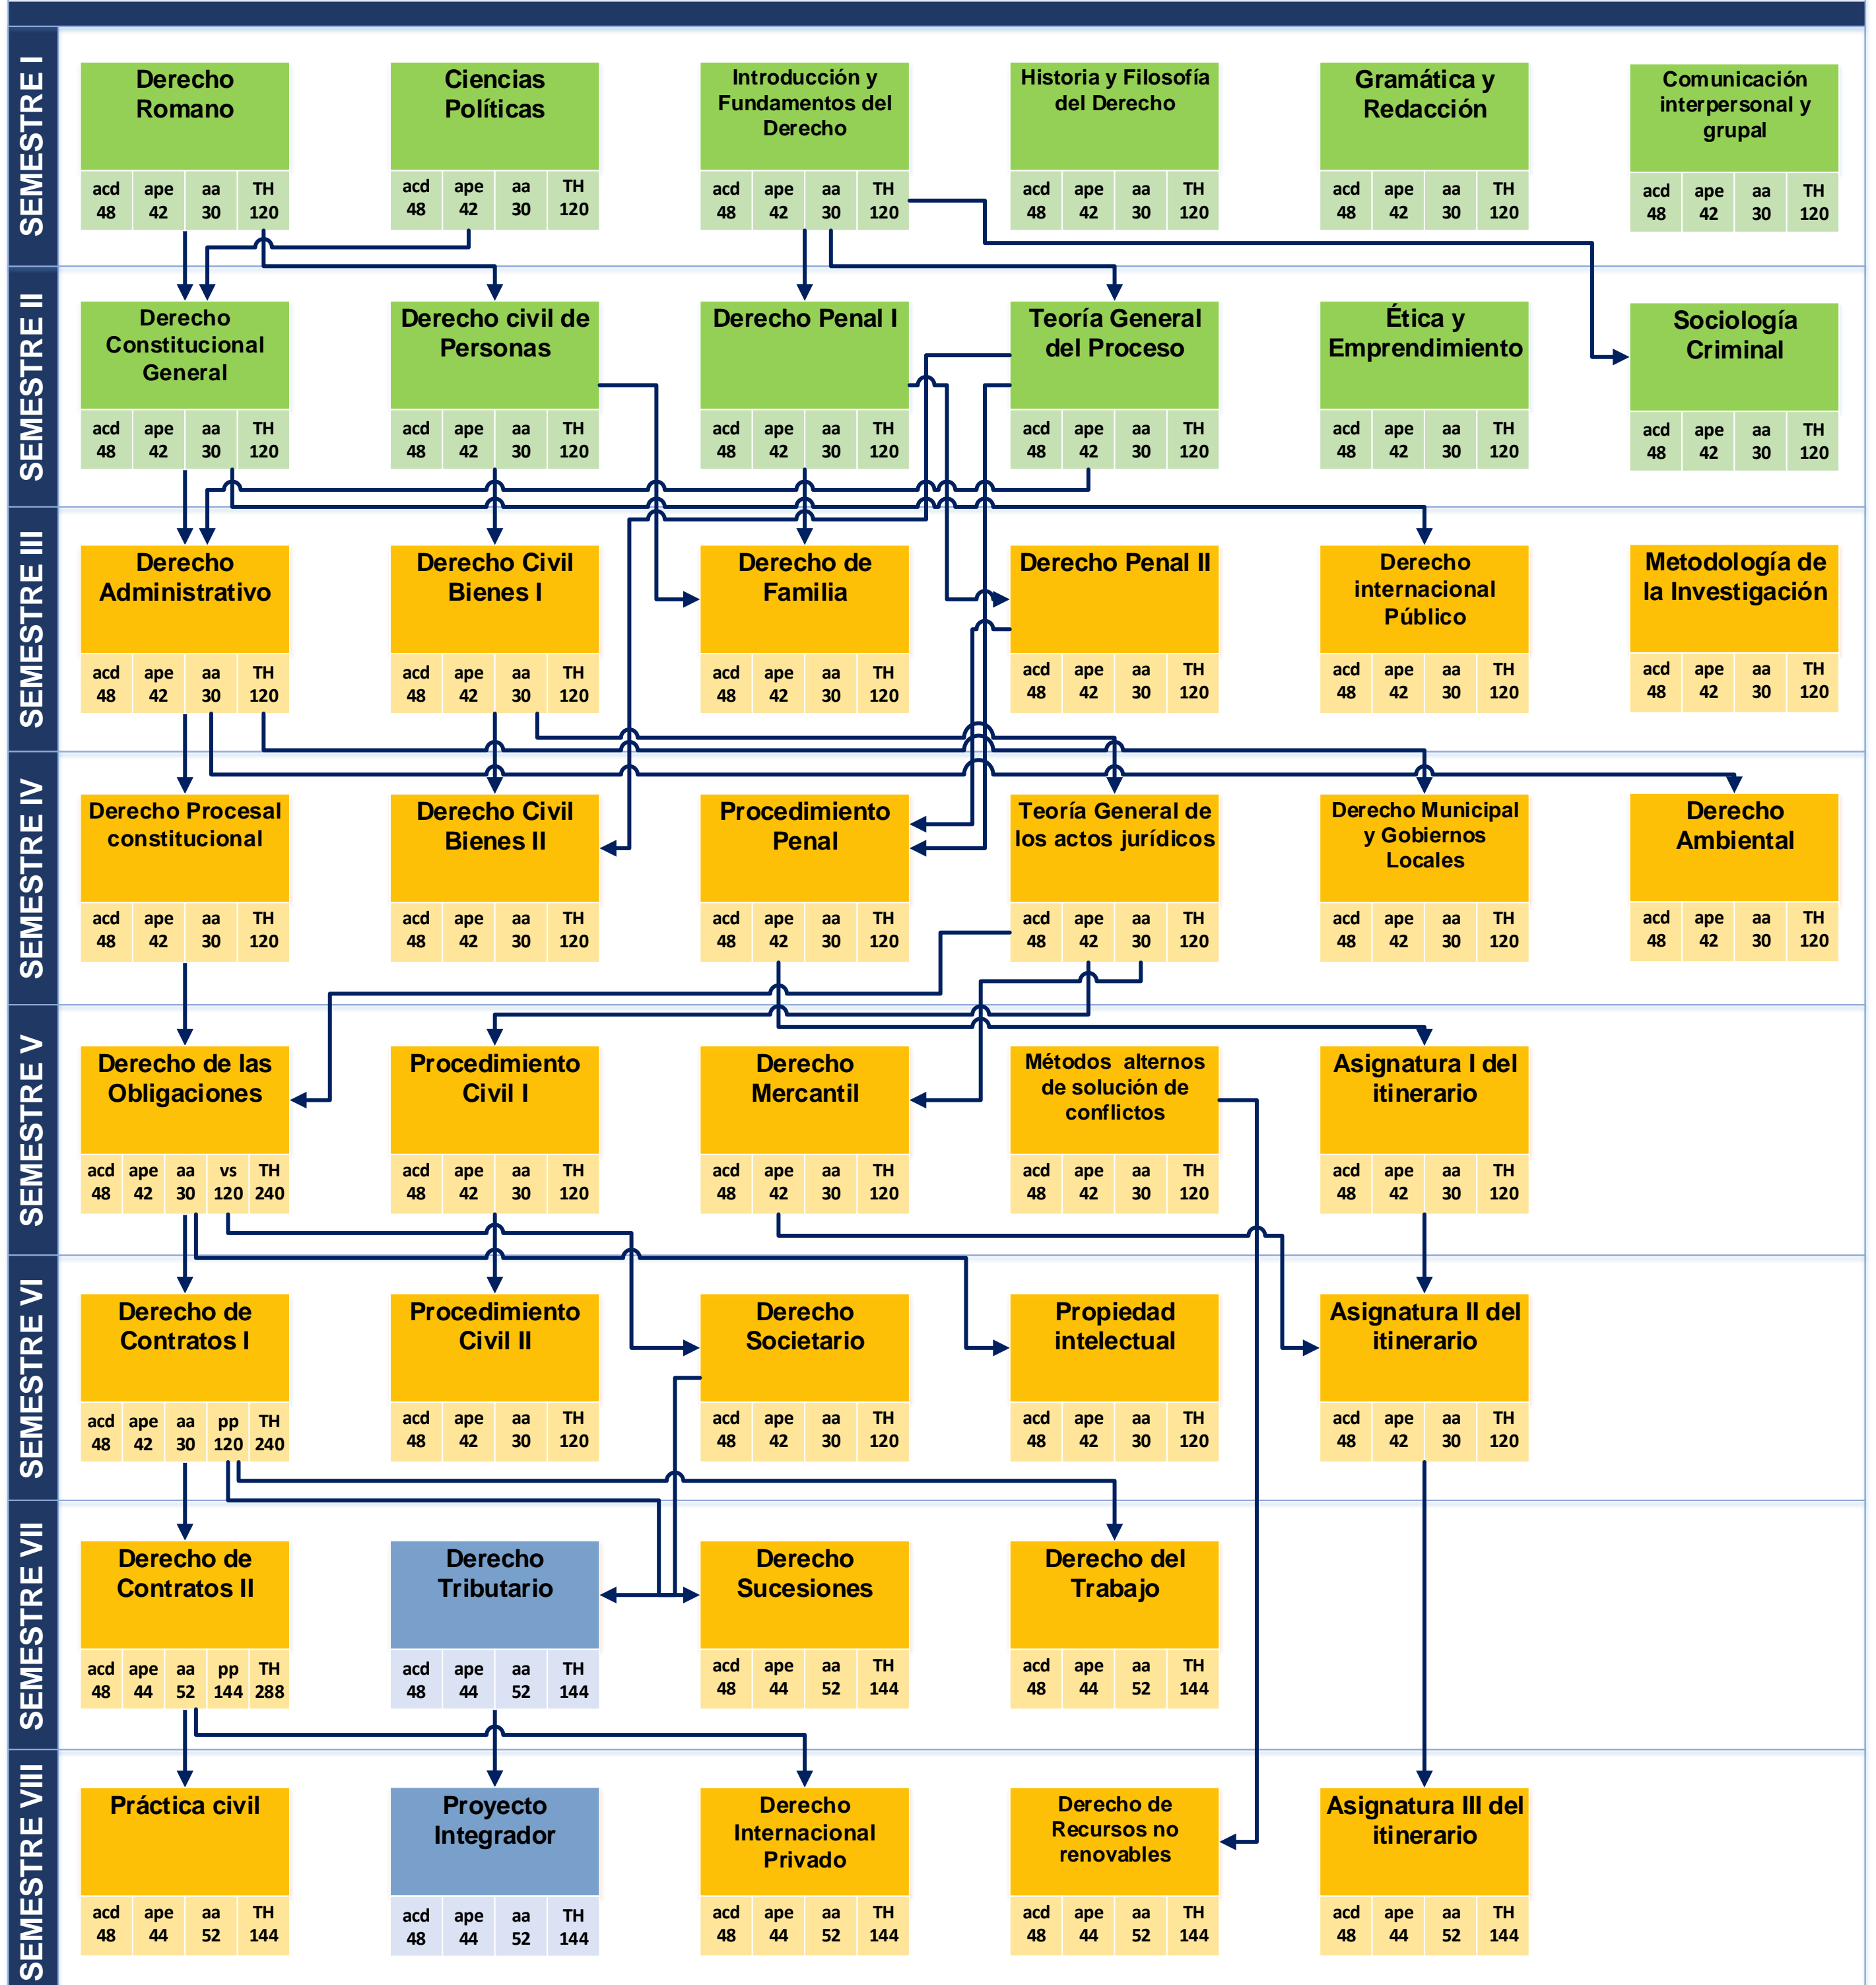 SEMESTRE I
Derecho
Romano
acd ape aa TH
48 42 30 120
Ciencias
Políticas
acd ape aa TH
48 42 30 120
Introducción y
Fundamentos del
Derecho
acd ape aa TH
48 42 30 120
Historia y Filosofía
del Derecho
acd ape aa TH
48 42 30 120
Gramática y
Redacción
acd ape aa TH
48 42 30 120
Comunicación
interpersonal y
grupal
acd ape aa TH
48 42 30 120
SEMESTRE II
Derecho
Constitucional
General
acd ape aa TH
48 42 30 120
Derecho civil de
Personas
acd ape aa TH
48 42 30 120
Derecho Penal I
acd ape aa TH
48 42 30 120
Teoría General
del Proceso
acd ape aa TH
48 42 30 120
Ética y
Emprendimiento
acd ape aa TH
48 42 30 120
Sociología
Criminal
acd ape aa TH
48 42 30 120
SEMESTRE III
Derecho
Administrativo
acd ape aa TH
48 42 30 120
Derecho Civil
Bienes I
acd ape aa TH
48 42 30 120
Derecho de
Familia
acd ape aa TH
48 42 30 120
Derecho Penal II
acd ape aa TH
48 42 30 120
Derecho
internacional
Público
acd ape aa TH
48 42 30 120
Metodología de
la Investigación
acd ape aa TH
48 42 30 120
SEMESTRE IV
Derecho Procesal
constitucional
acd ape aa TH
48 42 30 120
Derecho Civil
Bienes II
acd ape aa TH
48 42 30 120
Procedimiento
Penal
acd ape aa TH
48 42 30 120
Teoría General de
los actos jurídicos
acd ape aa TH
48 42 30 120
Derecho Municipal
y Gobiernos
Locales
acd ape aa TH
48 42 30 120
Derecho
Ambiental
acd ape aa TH
48 42 30 120
SEMESTRE V
Derecho de las
Obligaciones
acd ape aa vs TH
48 42 30 120 240
Procedimiento
Civil I
acd ape aa TH
48 42 30 120
Derecho
Mercantil
acd ape aa TH
48 42 30 120
Métodos alternos
de solución de
conflictos
acd ape aa TH
48 42 30 120
Asignatura I del
itinerario
acd ape aa TH
48 42 30 120
SEMESTRE VI
Derecho de
Contratos I
acd ape aa pp TH
48 42 30 120 240
Procedimiento
Civil II
acd ape aa TH
48 42 30 120
Derecho
Societario
acd ape aa TH
48 42 30 120
Propiedad
intelectual
acd ape aa TH
48 42 30 120
Asignatura II del
itinerario
acd ape aa TH
48 42 30 120
SEMESTRE VII
Derecho de
Contratos II
acd ape aa pp TH
48 44 52 144 288
Derecho
Tributario
acd ape aa TH
48 44 52 144
Derecho
Sucesiones
acd ape aa TH
48 44 52 144
Derecho del
Trabajo
acd ape aa TH
48 44 52 144
SEMESTRE VIII
Práctica civil
acd ape aa TH
48 44 52 144
Proyecto
Integrador
acd ape aa TH
48 44 52 144
Derecho
Internacional
Privado
acd ape aa TH
48 44 52 144
Derecho de
Recursos no
renovables
acd ape aa TH
48 44 52 144
Asignatura III del
itinerario
acd ape aa TH
48 44 52 144